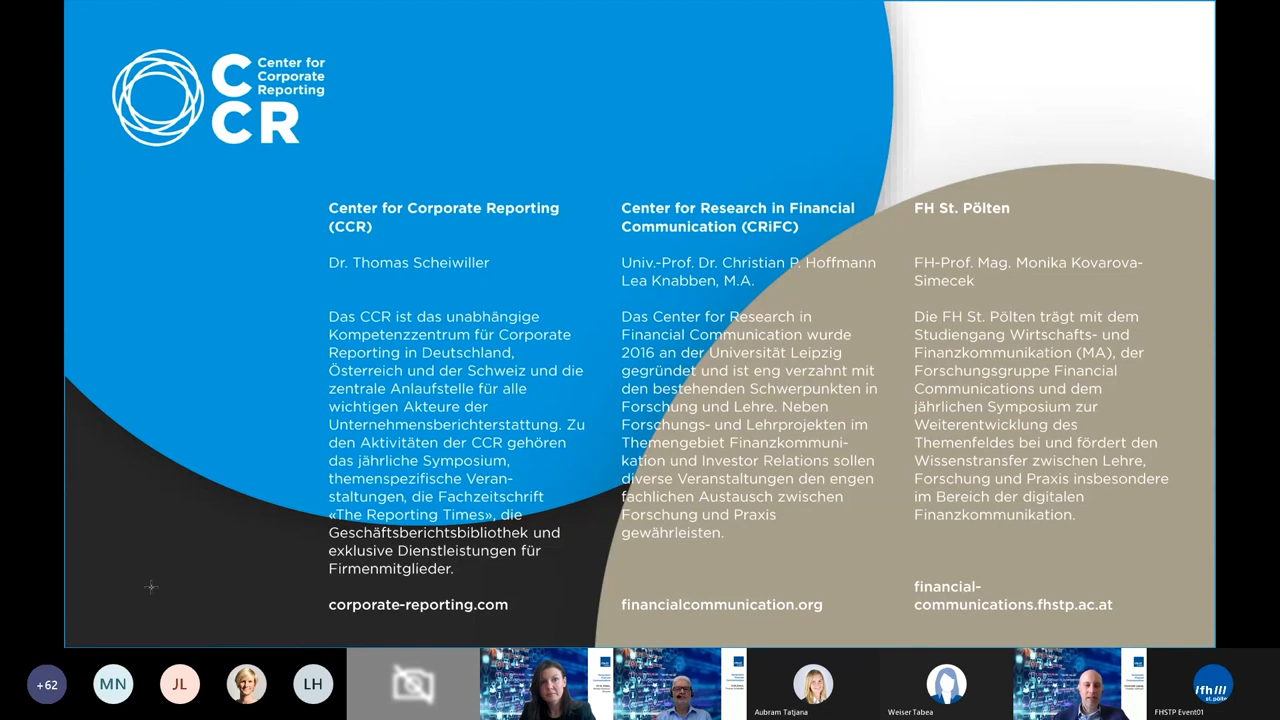 C
CR
Center for
Corporate
Reporting
Center for Corporate Reporting
(CCR)
Dr. Thomas Scheiwiller
Das CCR ist das unabhängige
Kompetenzzentrum für Corporate
Reporting in Deutschland,
Österreich und der Schweiz und die
zentrale Anlaufstelle für alle
wichtigen Akteure der
Unternehmensberichterstattung. Zu
den Aktivitäten der CCR gehören
das jährliche Symposium,
themenspezifische Veran-
staltungen, die Fachzeitschrift
«The Reporting Times», die
Geschäftsberichtsbibliothek und
exklusive Dienstleistungen für
Firmenmitglieder.
corporate-reporting.com
Center for Research in Financial
Communication (CRiFC)
Univ.-Prof. Dr. Christian P. Hoffmann
Lea Knabben, M.A.
Das Center for Research in
Financial Communication wurde
2016 an der Universität Leipzig
gegründet und ist eng verzahnt mit
den bestehenden Schwerpunkten in
Forschung und Lehre. Neben
Forschungs- und Lehrprojekten im
Themengebiet Finanzkommuni-
kation und Investor Relations sollen
diverse Veranstaltungen den engen
fachlichen Austausch zwischen
Forschung und Praxis
gewährleisten.
financialcommunication.org
FH St. Pölten
FH-Prof. Mag. Monika Kovarova-
Simecek
Die FH St. Pölten trägt mit dem
Studiengang Wirtschafts- und
Finanzkommunikation (MA), der
Forschungsgruppe Financial
Communications und dem
jährlichen Symposium zur
Weiterentwicklung des
Themenfeldes bei und fördert den
Wissenstransfer zwischen Lehre,
Forschung und Praxis insbesondere
im Bereich der digitalen
Finanzkommunikation.
financial-
communications.fhstp.ac.at
+62
MN
JL
LH
Aubram Tatjana
Weiser Tabea
/fh///
st.pölten
FHSTP Event01